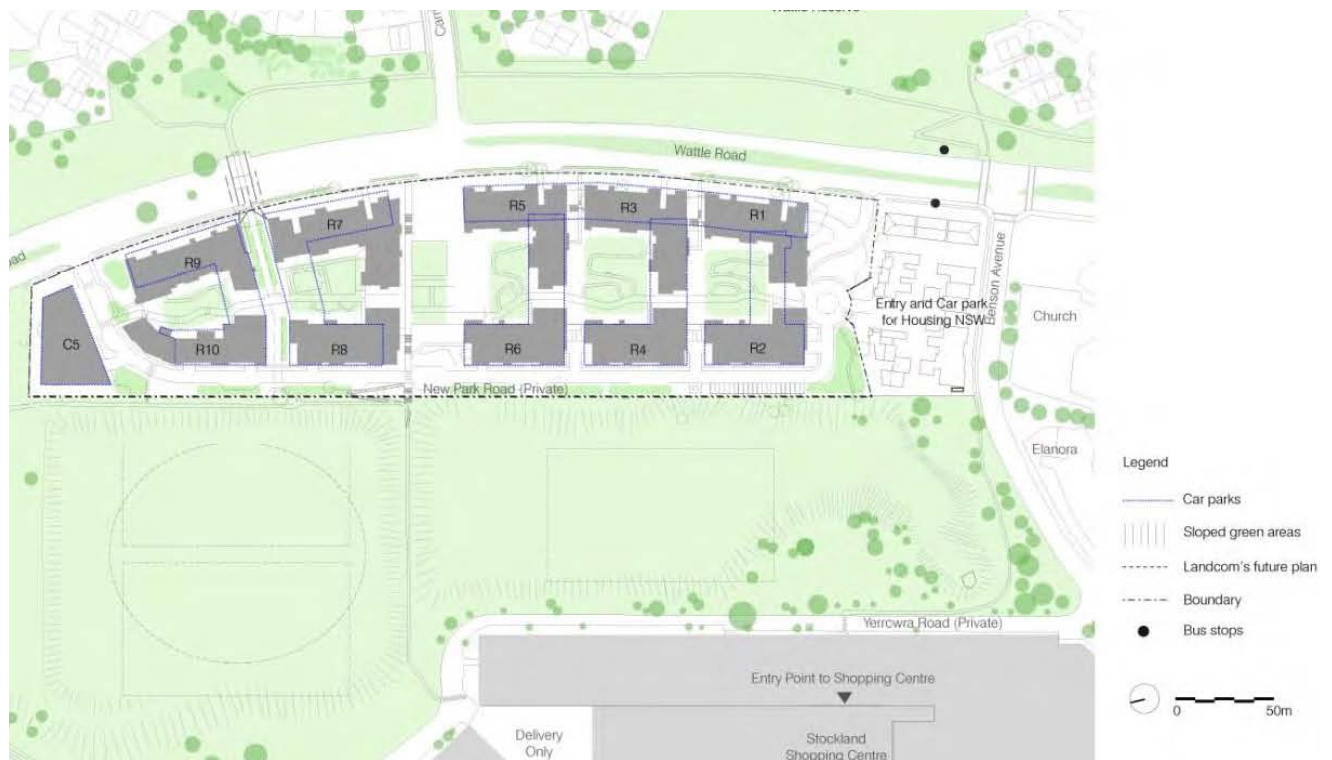 Wattle Reserve
Wattle Road
R5
R3
R1
R7
R9
C5
R10
R8
R6
R4
R2
Entry and Car park
for Housing NSW
Benson Avenue
Church
New Park Road (Private)
Elanora
Legend
Car parks
Sloped green areas
Landcom's future plan
Boundary
Bus stops
0
50m
Yerrowra Road (Private)
Entry Point to Shopping Centre
Delivery
Only
Stockland
Shopping Centre